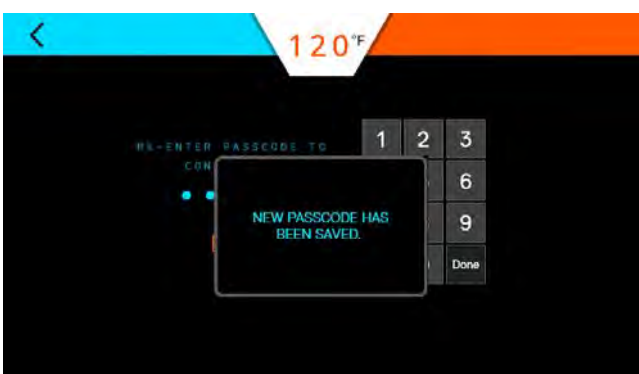 120°F
RE-ENTER PASSCODE TO
CON
1 2 3
NEW PASSCODE HAS
BEEN SAVED.
6
9
Done